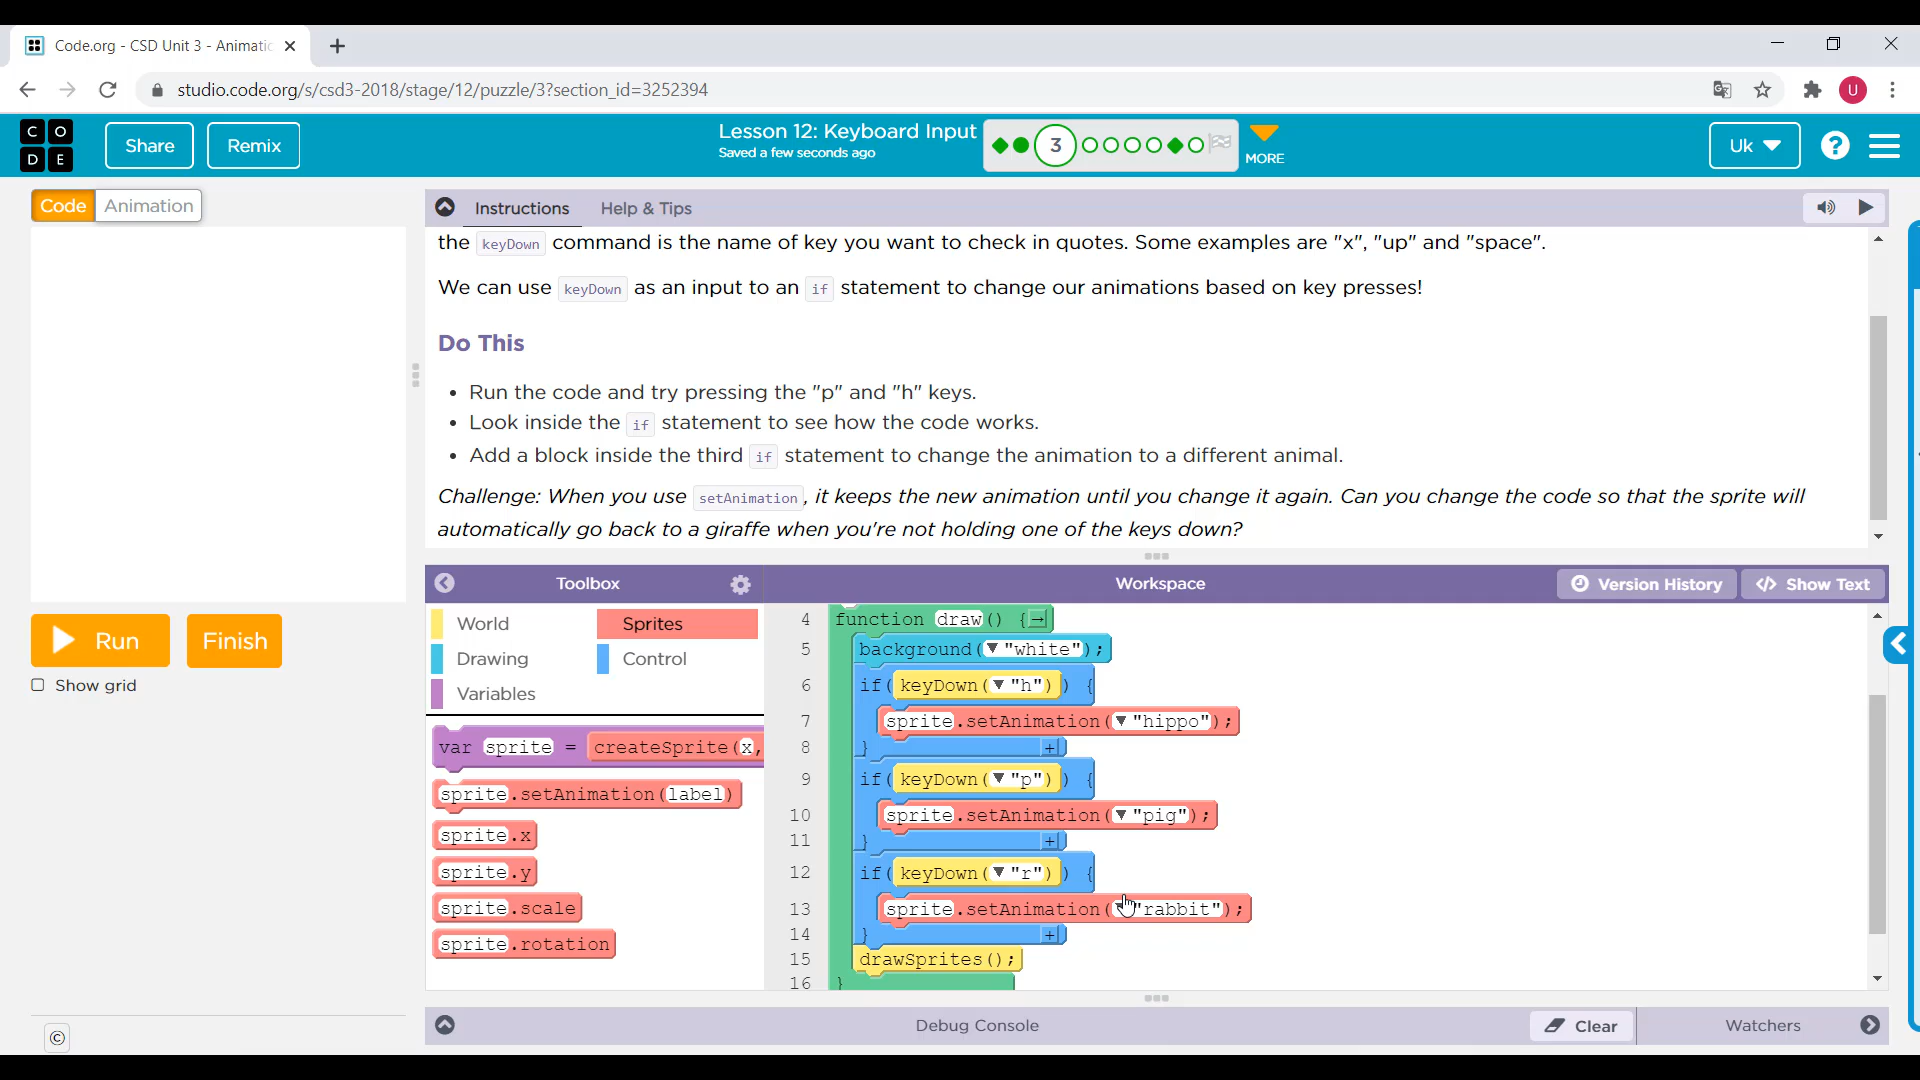 Code.org - CSD Unit 3 - Animatic
studio.code.org/s/csd3-2018/stage/12/puzzle/3?section_id=3252394
U
C O
D E
Share
Remix
Lesson 12: Keyboard Input
Saved a few seconds ago
3
MORE
Uk
?
Code
Animation
Instructions
Help & Tips
the keyDown command is the name of key you want to check in quotes. Some examples are "x", "up" and "space".
We can use keyDown as an input to an if statement to change our animations based on key presses!
Do This
• Run the code and try pressing the "p" and "h" keys.
• Look inside the if statement to see how the code works.
• Add a block inside the third if statement to change the animation to a different animal.
Challenge: When you use setAnimation, it keeps the new animation until you change it again. Can you change the code so that the sprite will
automatically go back to a giraffe when you're not holding one of the keys down?
Run
Finish
Show grid
©
Toolbox
World
Sprites
Drawing
Control
Variables
var sprite = createSprite(x,
sprite.setAnimation(label)
sprite.x
sprite.y
sprite.scale
sprite.rotation
Workspace
Version History
</> Show Text
4 function draw() {→
5 background(▼ "white");
6 if(keyDown(▼ "h")) {
7 sprite.setAnimation(▼ "hippo");
8 } +
9 if(keyDown(▼ "p")) {
10 sprite.setAnimation(▼ "pig");
11 } +
12 if(keyDown(▼ "r")) {
13 sprite.setAnimation(▼ "rabbit");
14 } +
15 drawSprites();
16 }
Debug Console
Clear
Watchers